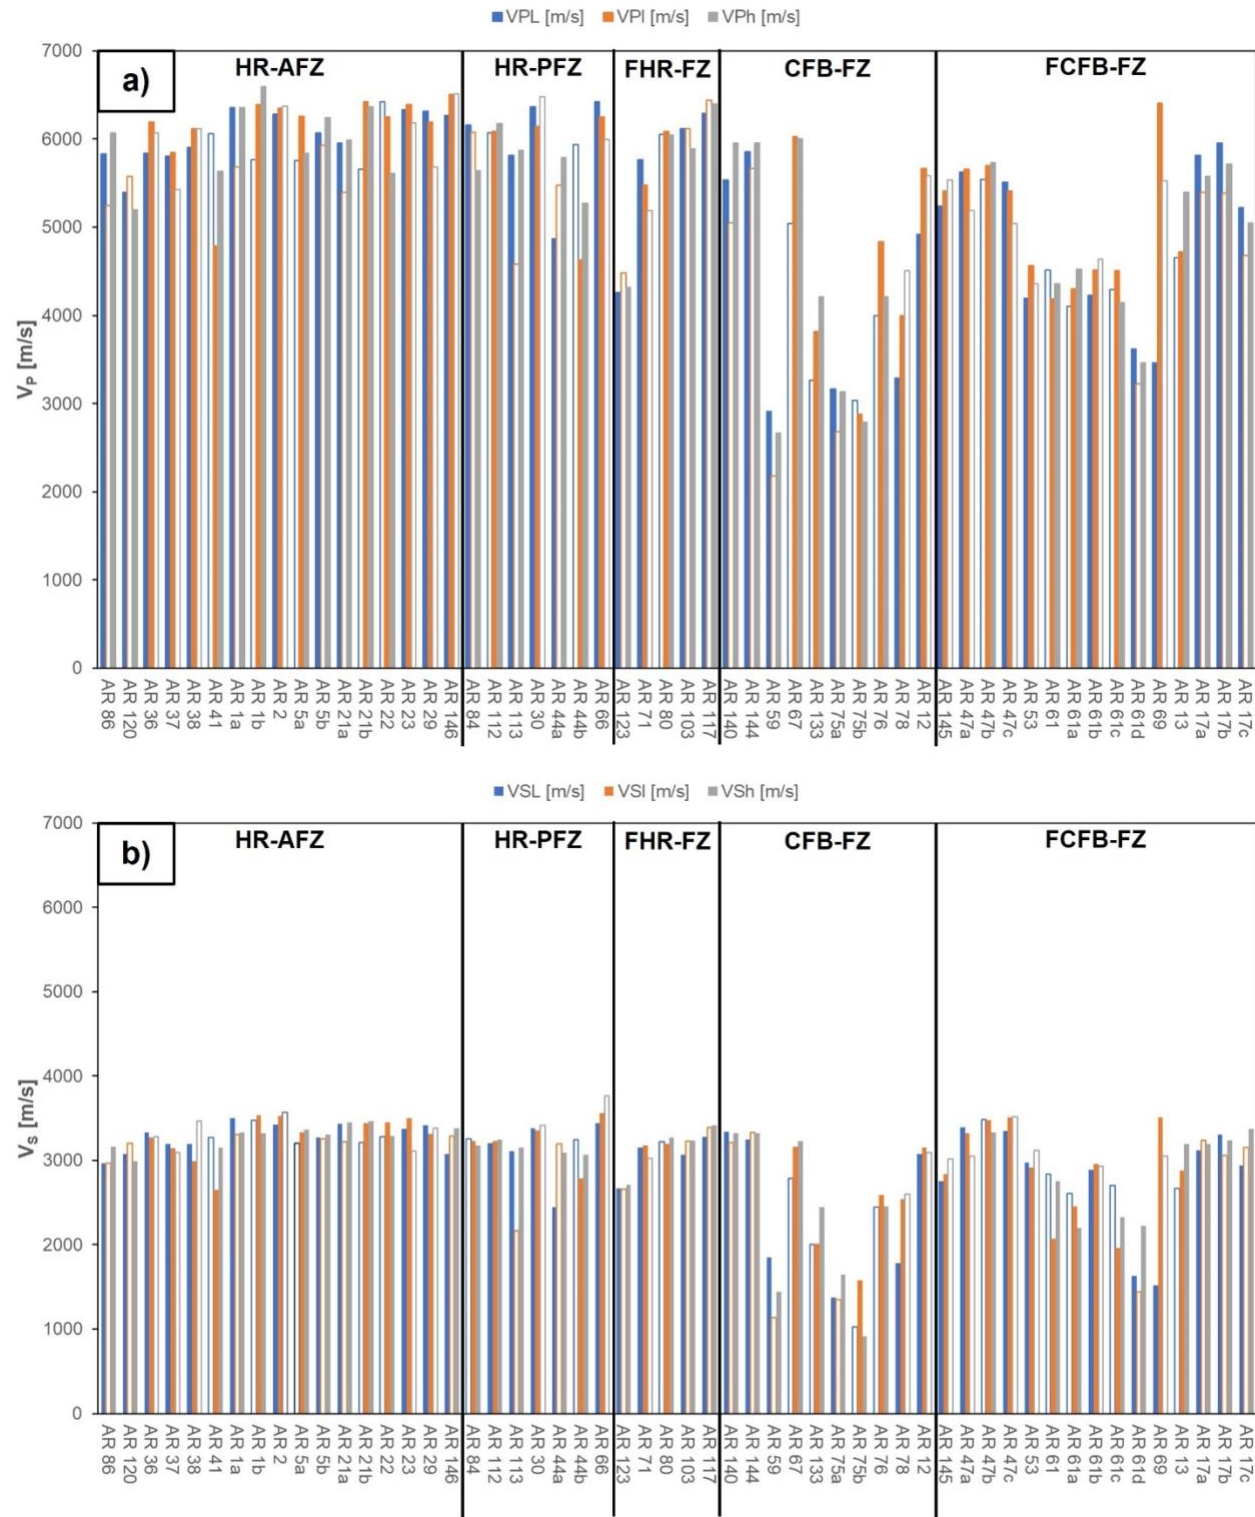 VPL [m/s] VPl [m/s] VPh [m/s]
a)
HR-AFZ HR-PFZ FHR-FZ CFB-FZ FCFB-FZ
7000
6000
5000
4000
3000
2000
1000
0
VP [m/s]
AR 86 AR 120 AR 36 AR 37 AR 38 AR 41 AR 1a AR 1b AR 2 AR 5a AR 5b AR 21a AR 21b AR 22 AR 23 AR 29 AR 146 AR 84 AR 112 AR 113 AR 30 AR 44a AR 44b AR 66 AR 123 AR 71 AR 80 AR 103 AR 117 AR 140 AR 144 AR 59 AR 67 AR 133 AR 75a AR 75b AR 76 AR 78 AR 12 AR 145 AR 47a AR 47b AR 47c AR 53 AR 61 AR 61a AR 61b AR 61c AR 61d AR 69 AR 13 AR 17a AR 17b AR 17c
VSL [m/s] VSl [m/s] VSh [m/s]
b)
HR-AFZ HR-PFZ FHR-FZ CFB-FZ FCFB-FZ
7000
6000
5000
4000
3000
2000
1000
0
VS [m/s]
AR 86 AR 120 AR 36 AR 37 AR 38 AR 41 AR 1a AR 1b AR 2 AR 5a AR 5b AR 21a AR 21b AR 22 AR 23 AR 29 AR 146 AR 84 AR 112 AR 113 AR 30 AR 44a AR 44b AR 66 AR 123 AR 71 AR 80 AR 103 AR 117 AR 140 AR 144 AR 59 AR 67 AR 133 AR 75a AR 75b AR 76 AR 78 AR 12 AR 145 AR 47a AR 47b AR 47c AR 53 AR 61 AR 61a AR 61b AR 61c AR 61d AR 69 AR 13 AR 17a AR 17b AR 17c